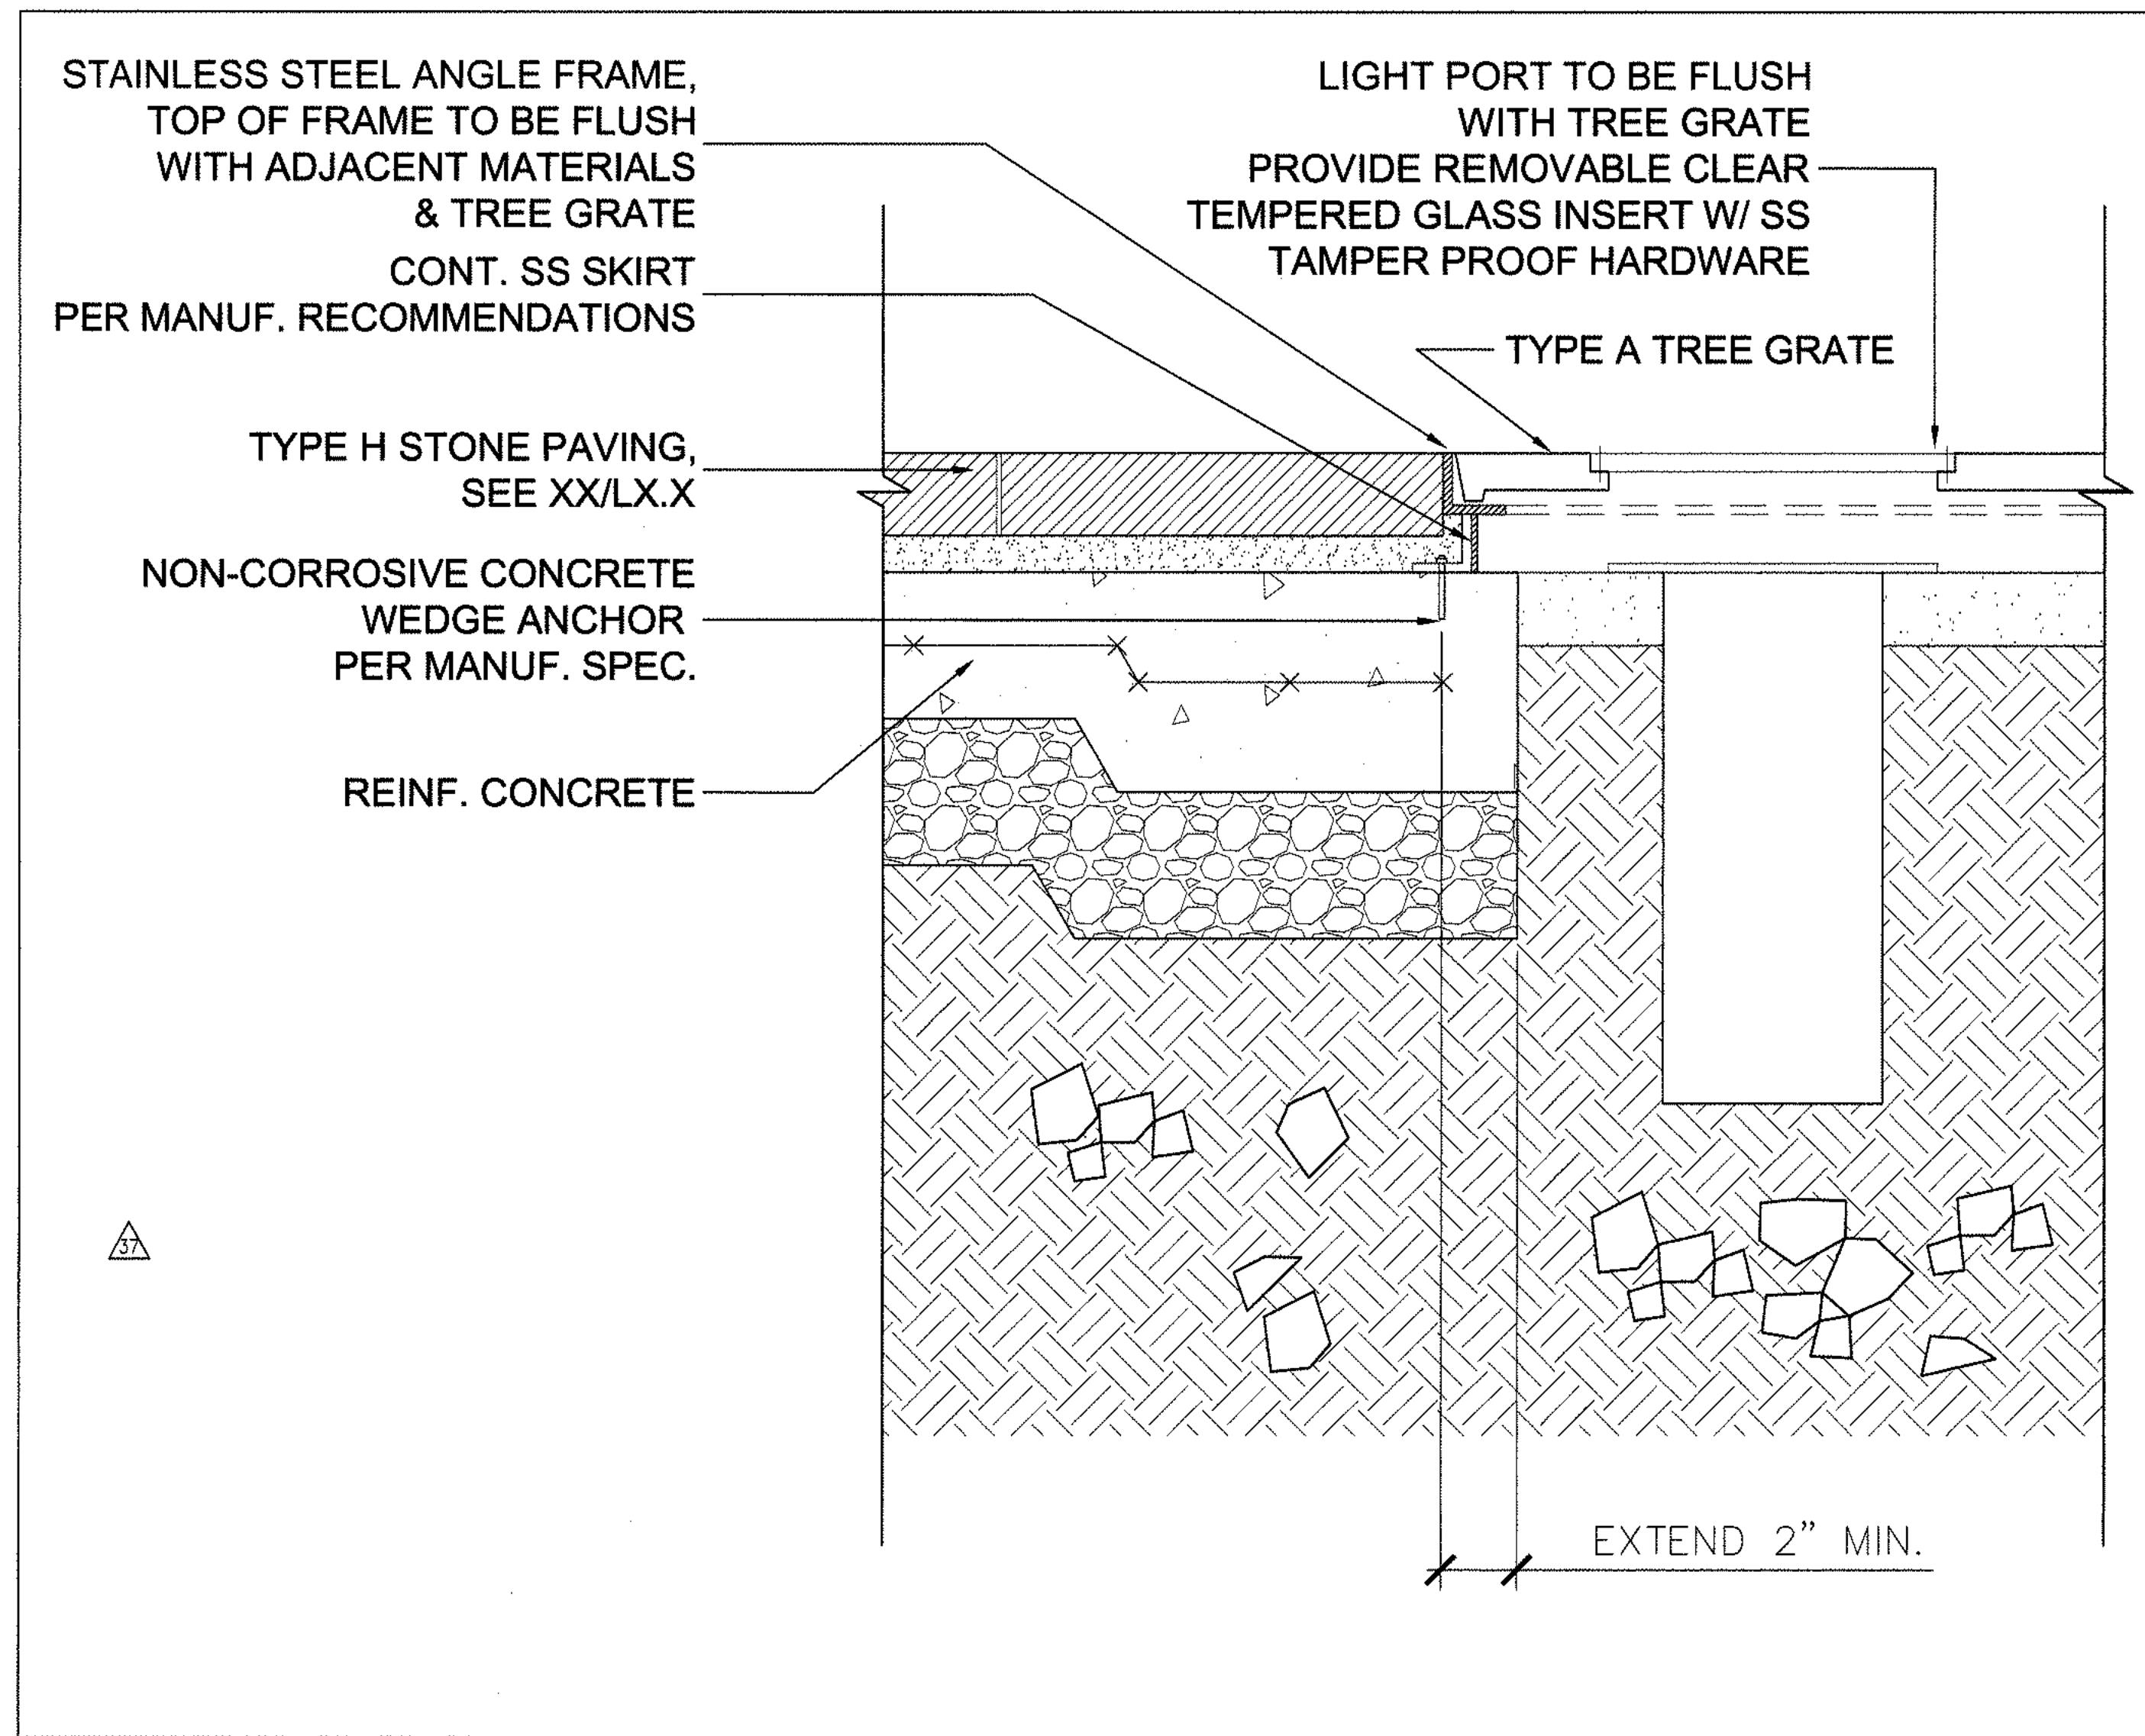 STAINLESS STEEL ANGLE FRAME,
TOP OF FRAME TO BE FLUSH
WITH ADJACENT MATERIALS
& TREE GRATE
CONT. SS SKIRT
PER MANUF. RECOMMENDATIONS
TYPE H STONE PAVING,
SEE XX/LX.X
NON-CORROSIVE CONCRETE
WEDGE ANCHOR
PER MANUF. SPEC.
REINF. CONCRETE
LIGHT PORT TO BE FLUSH
WITH TREE GRATE
PROVIDE REMOVABLE CLEAR
TEMPERED GLASS INSERT W/ SS
TAMPER PROOF HARDWARE
TYPE A TREE GRATE
37
EXTEND 2” MIN.